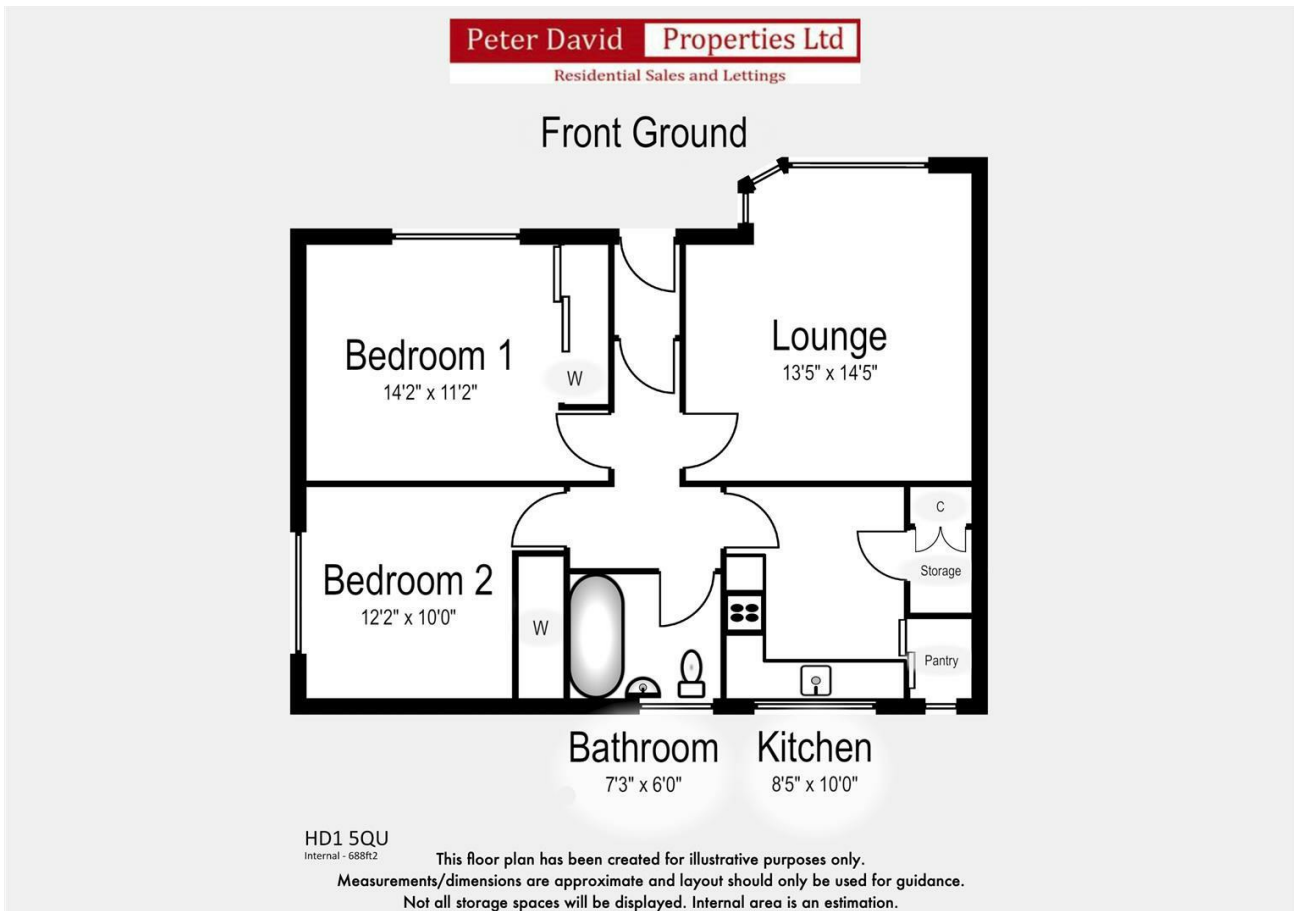 Peter David Properties Ltd
Residential Sales and Lettings
Front Ground
Bedroom 1
14'2" x 11'2"
W
Lounge
13'5" x 14'5"
Bedroom 2
12'2" x 10'0"
W
C
Storage
Pantry
Bathroom
7'3" x 6'0"
Kitchen
8'5" x 10'0"
HD1 5QU
Internal - 688ft2
This floor plan has been created for illustrative purposes only.
Measurements/dimensions are approximate and layout should only be used for guidance.
Not all storage spaces will be displayed. Internal area is an estimation.